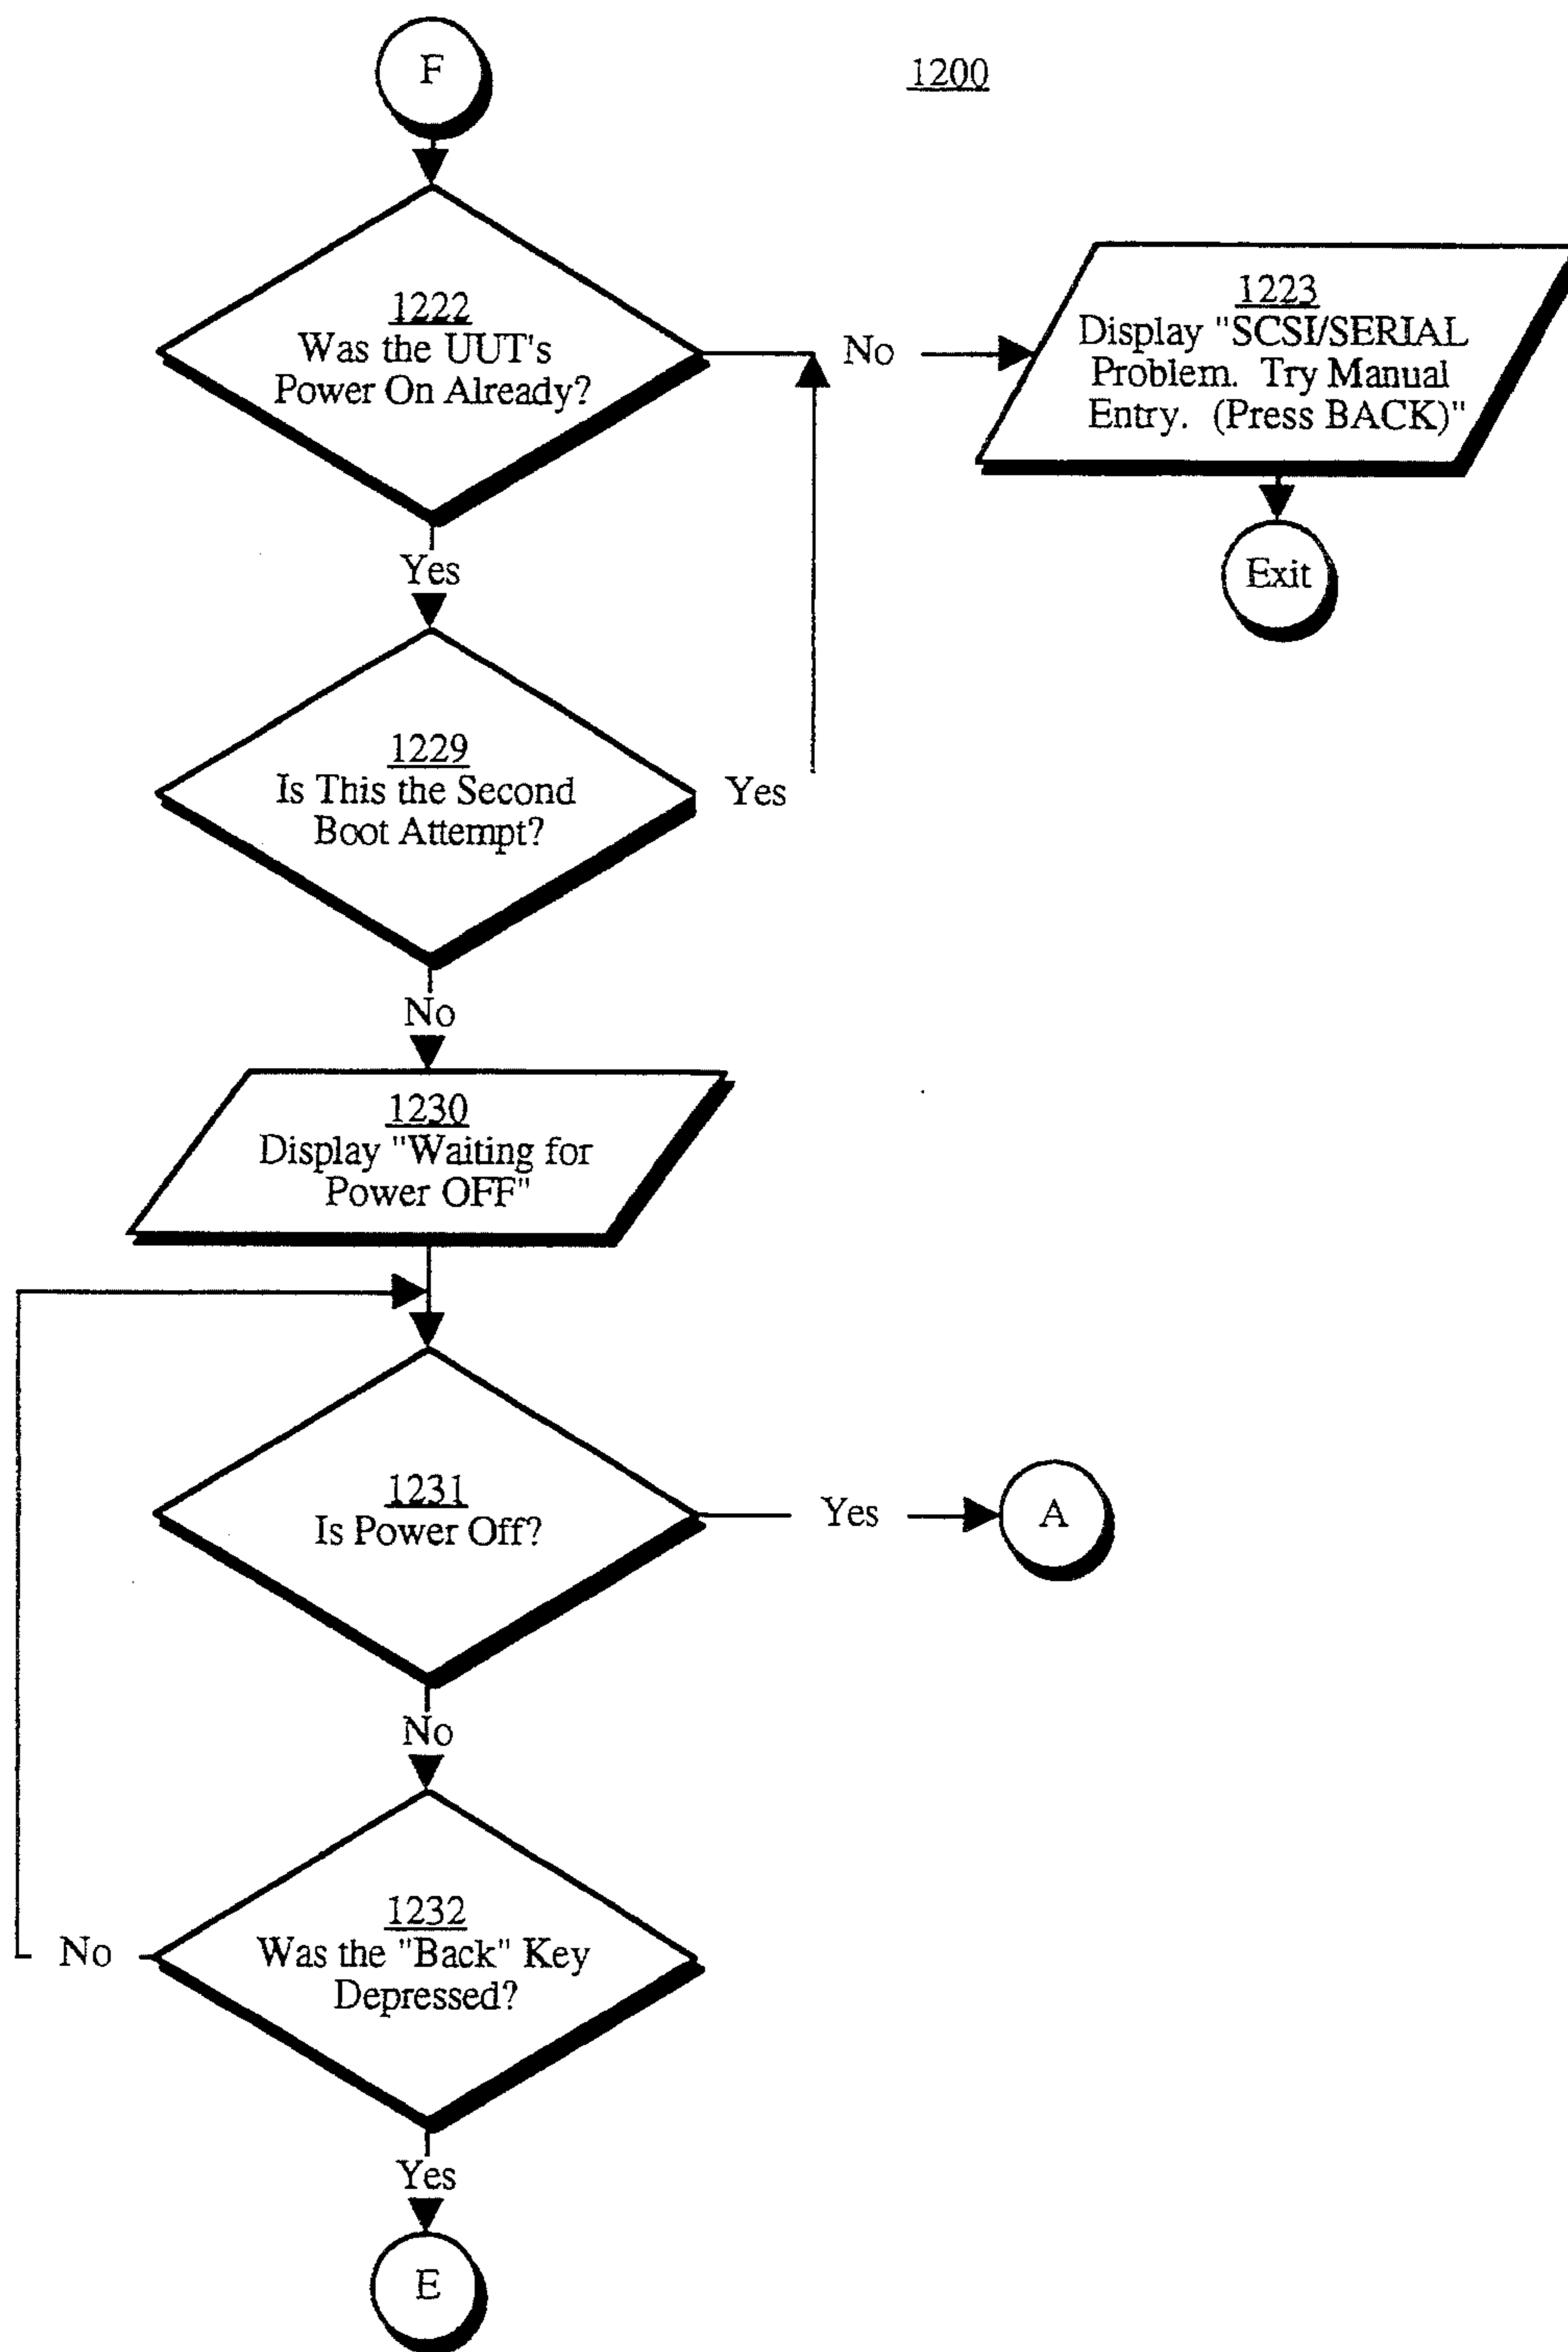 F
1200
1222
Was the UUT's
Power On Already?
No
1223
Display "SCSI/SERIAL
Problem. Try Manual
Entry. (Press BACK)"
Exit
Yes
1229
Is This the Second
Boot Attempt?
Yes
No
1230
Display "Waiting for
Power OFF"
1231
Is Power Off?
Yes
A
No
1232
Was the "Back" Key
Depressed?
No
Yes
E